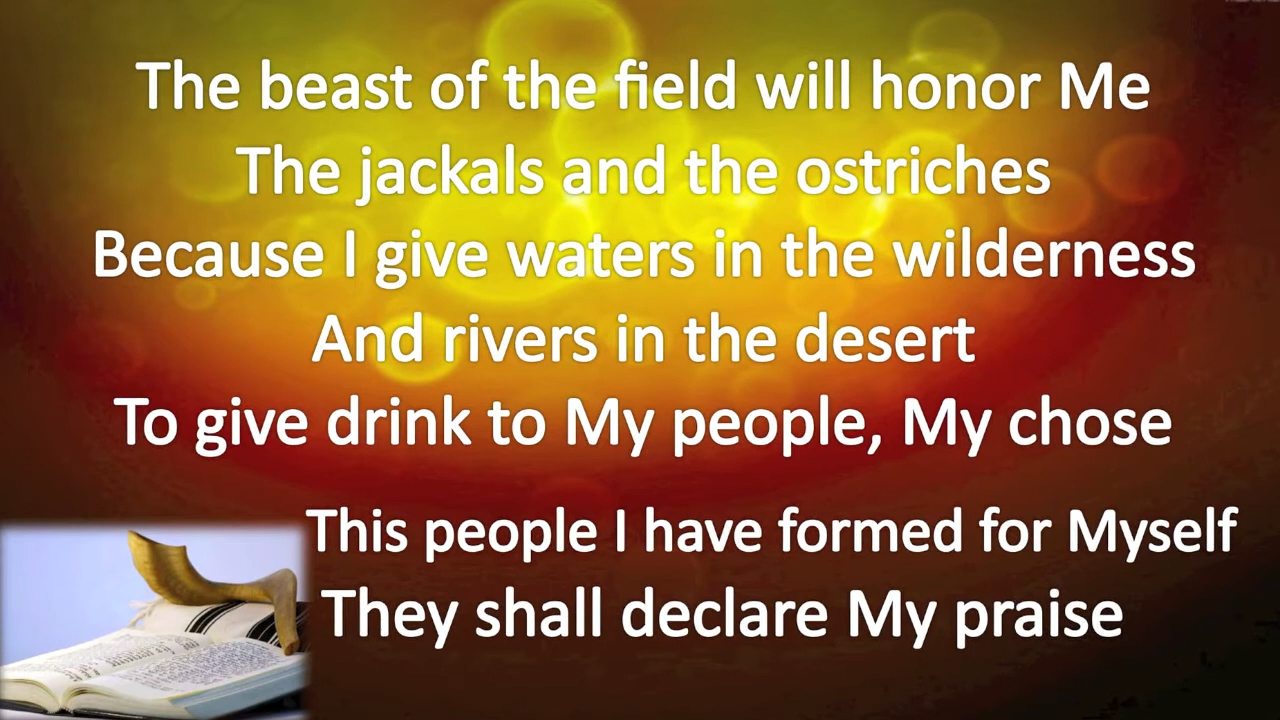 The beast of the field will honor Me
The jackals and the ostriches
Because I give waters in the wilderness
And rivers in the desert
To give drink to My people, My chose
This people I have formed for Myself
They shall declare My praise